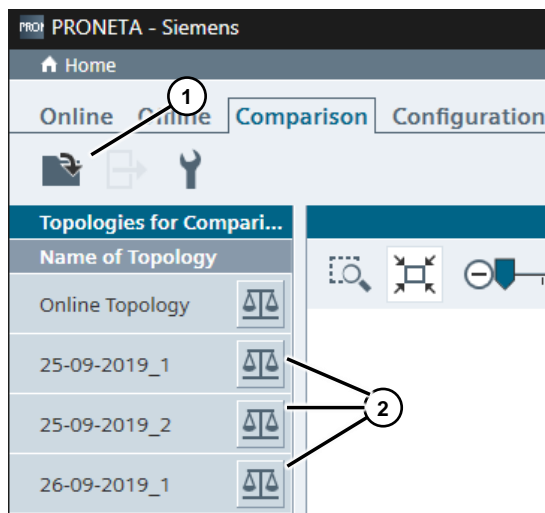 PRONETA - Siemens
Home
1
Online Offline Comparison Configuration
Topologies for Compari...
Name of Topology
Online Topology
25-09-2019_1
25-09-2019_2
2
26-09-2019_1